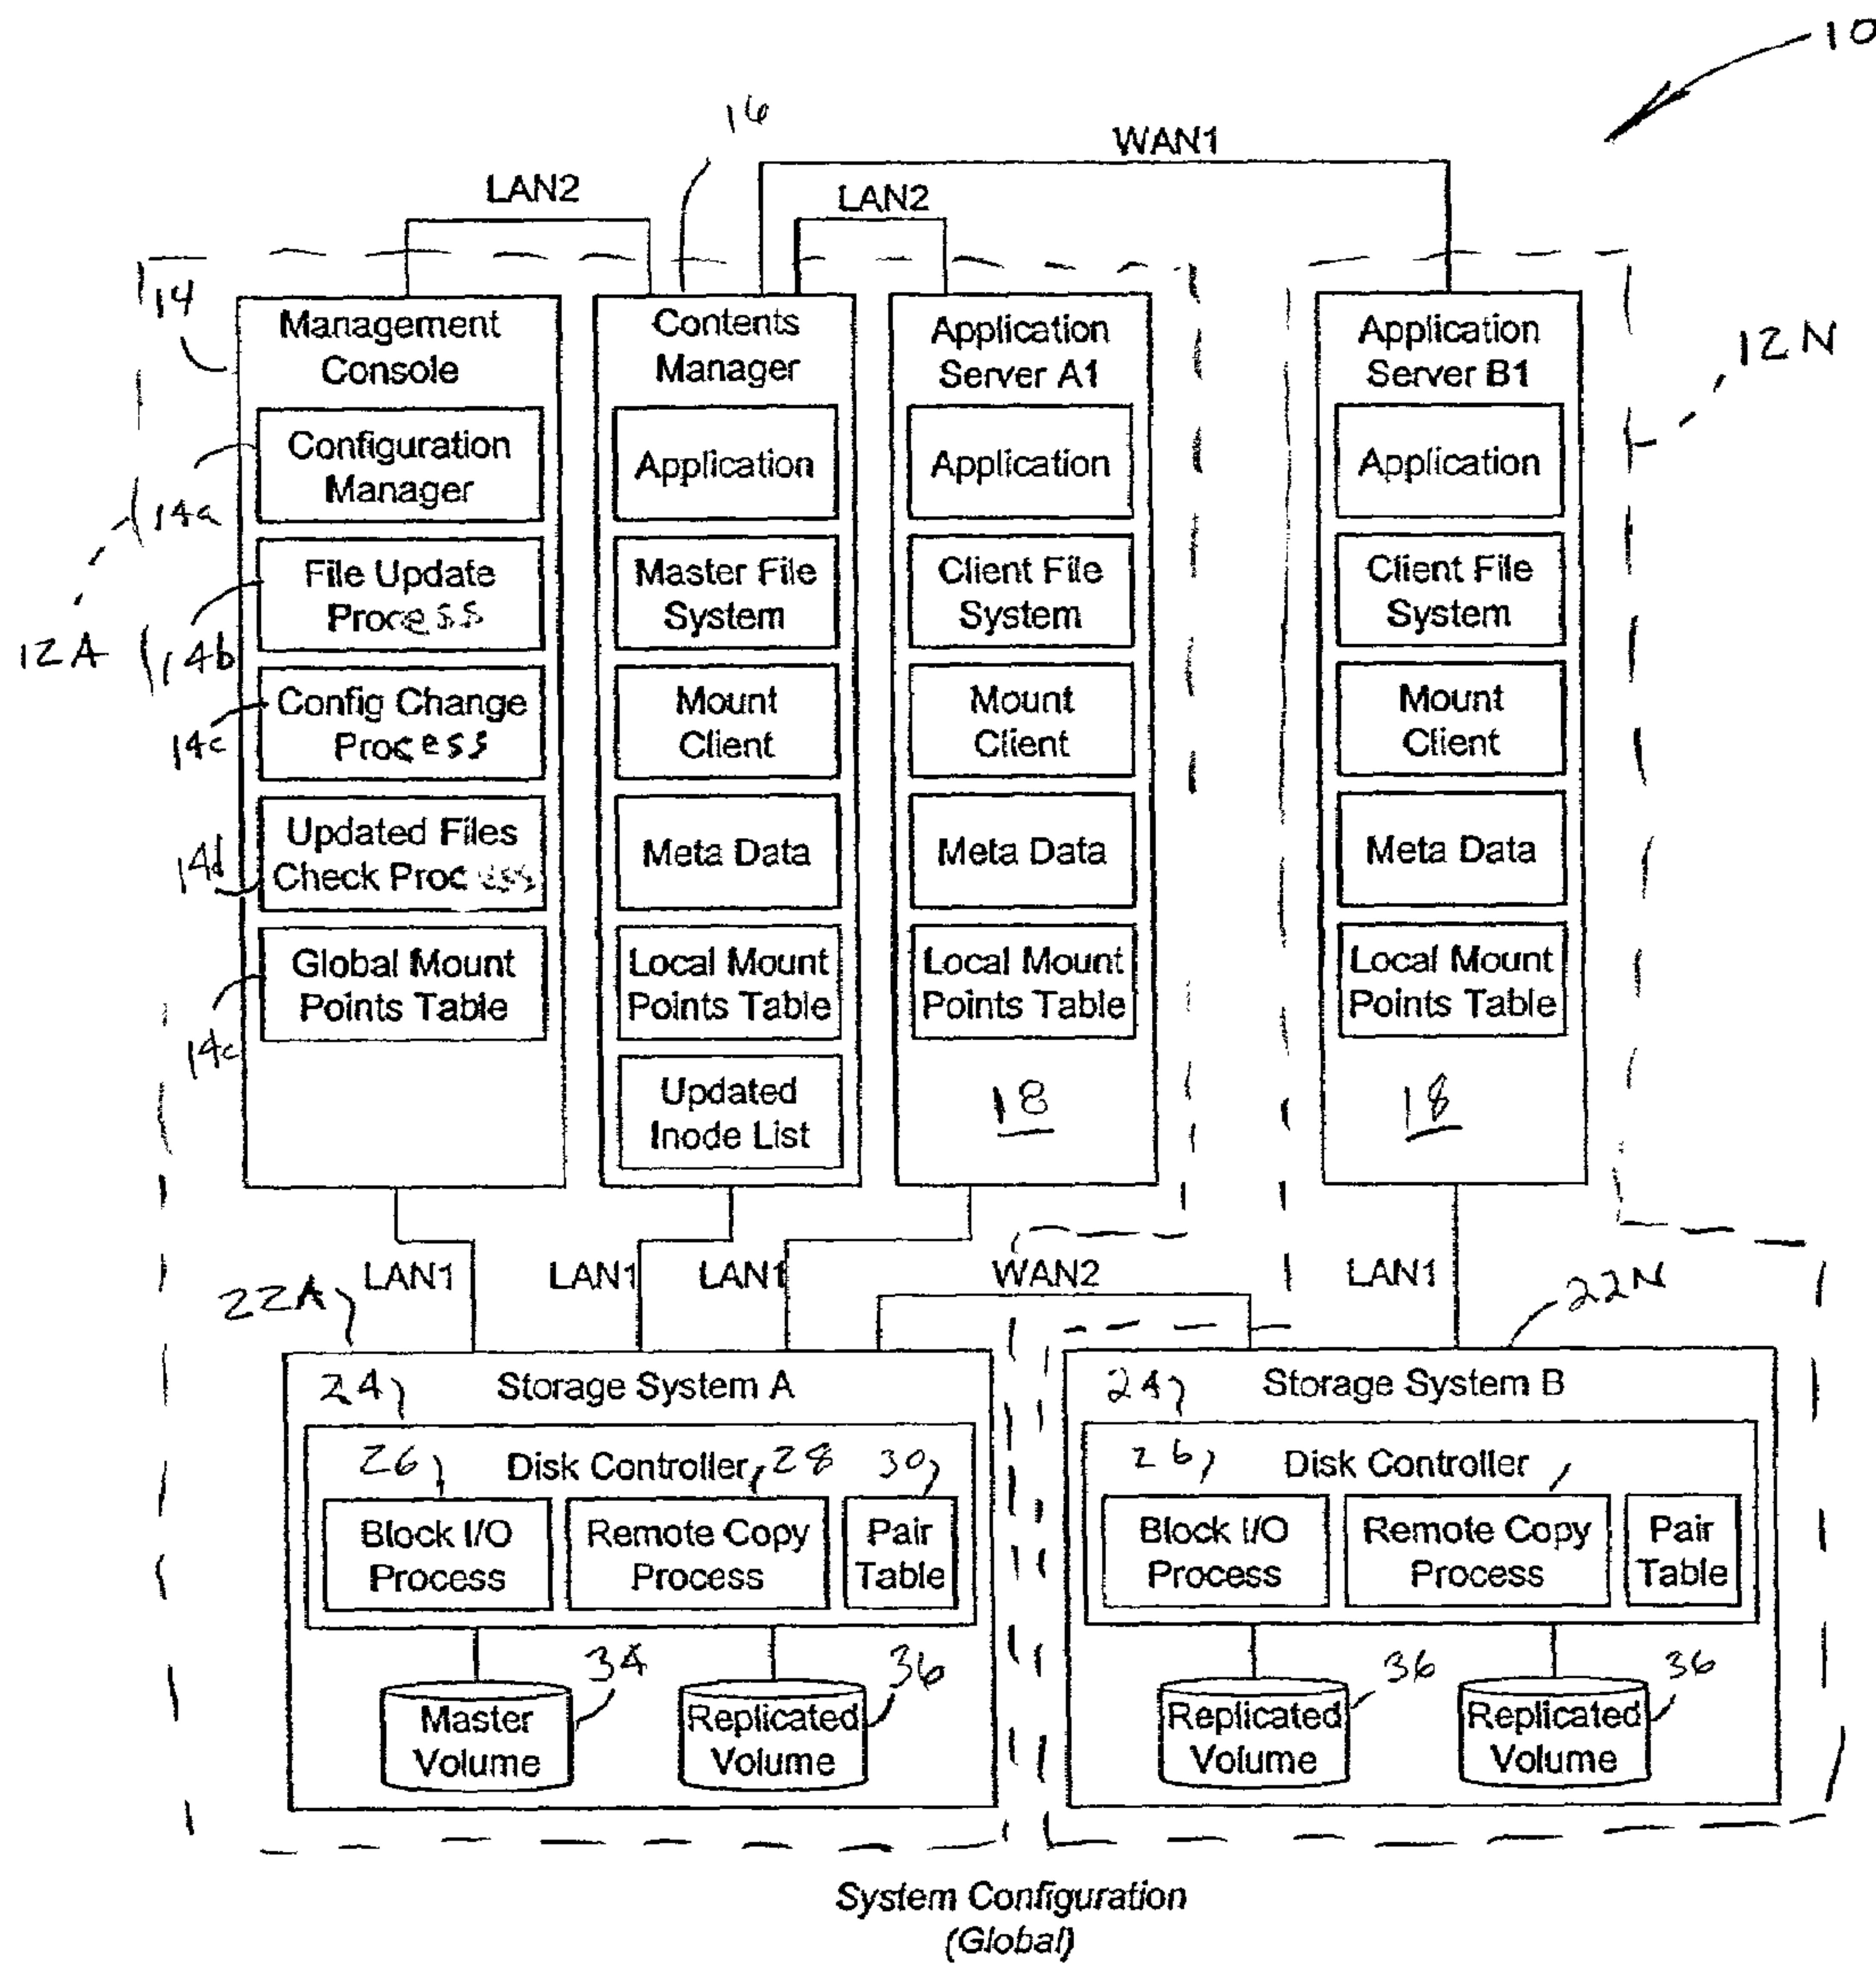 10
16
WAN1
LAN2
LAN2
14
Management
Console
Contents
Manager
Application
Server A1
Application
Server B1
12N
14a
Configuration
Manager
Application
Application
Application
12A
14b
File Update
Process
Master File
System
Client File
System
Client File
System
14c
Config Change
Process
Mount
Client
Mount
Client
Mount
Client
14d
Updated Files
Check Process
Meta Data
Meta Data
Meta Data
14c
Global Mount
Points Table
Local Mount
Points Table
Local Mount
Points Table
Local Mount
Points Table
Updated
Inode List
18
18
LAN1
LAN1
LAN1
WAN2
LAN1
22A
22N
24
Storage System A
24
Storage System B
26
Disk Controller
28
30
26
Disk Controller
Block I/O
Process
Remote Copy
Process
Pair
Table
Block I/O
Process
Remote Copy
Process
Pair
Table
34
36
36
36
Master
Volume
Replicated
Volume
Replicated
Volume
Replicated
Volume
System Configuration
(Global)